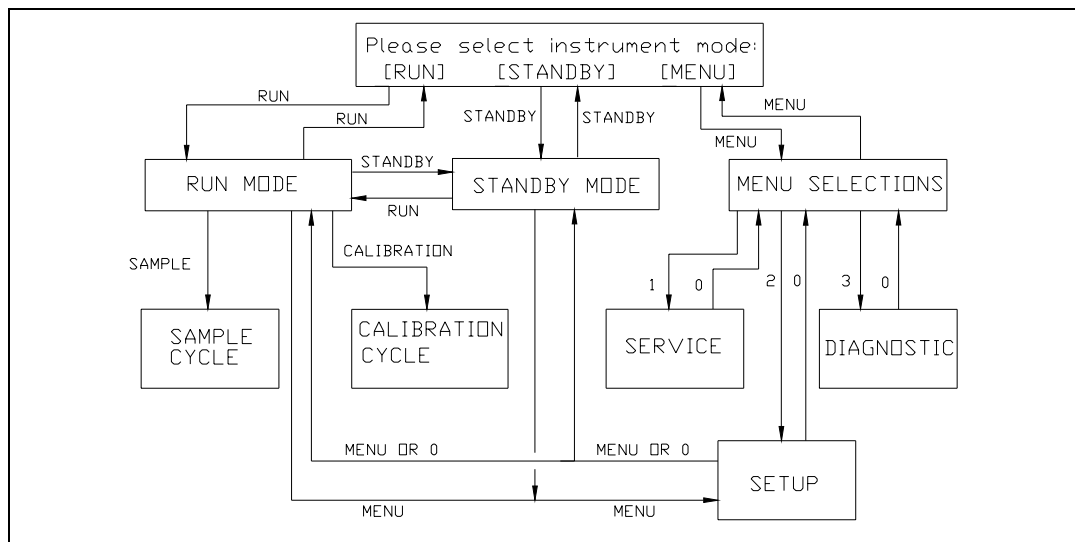 Please select instrument mode:
[RUN] [STANDBY] [MENU]
RUN
RUN
STANDBY
STANDBY
MENU
MENU
RUN MODE
STANDBY
RUN
STANDBY MODE
MENU SELECTIONS
SAMPLE
CALIBRATION
1 0 2 0 3 0
SAMPLE
CYCLE
CALIBRATION
CYCLE
SERVICE
DIAGNOSTIC
MENU OR 0
MENU OR 0
SETUP
MENU
MENU